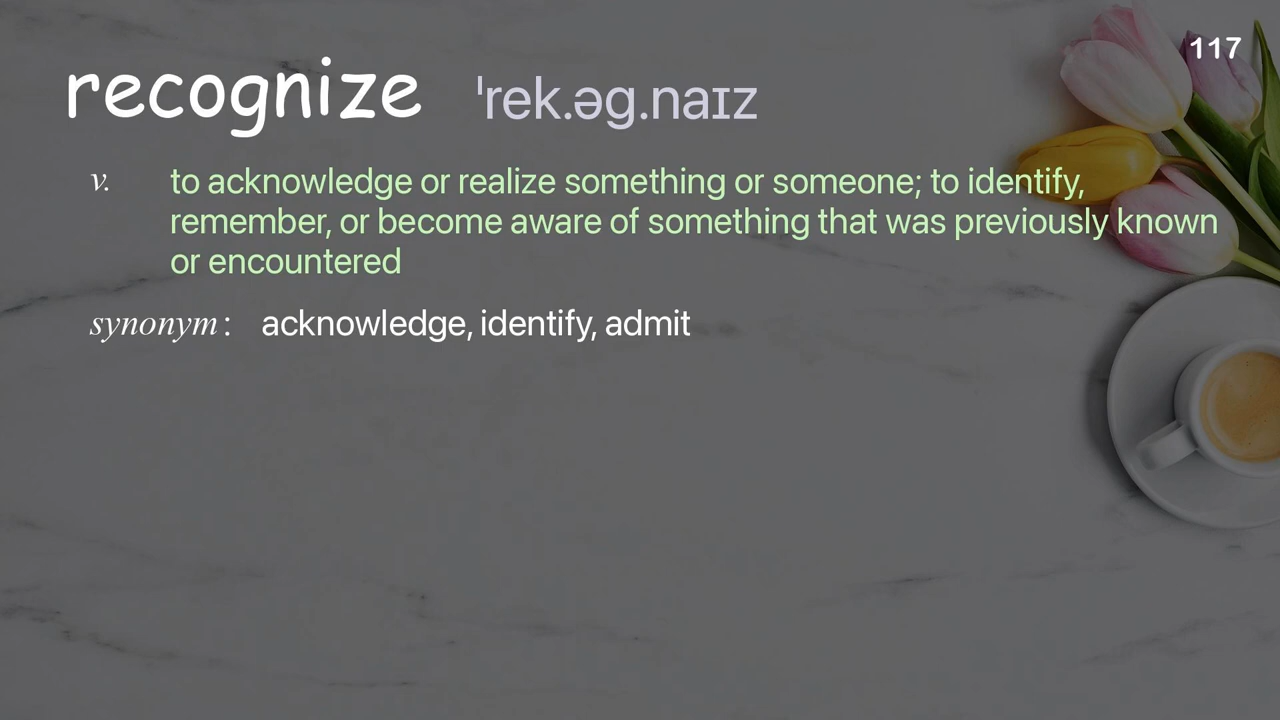 117
recognize ˈrek.əg.naɪz
v. to acknowledge or realize something or someone; to identify,
remember, or become aware of something that was previously known
or encountered
synonym: acknowledge, identify, admit